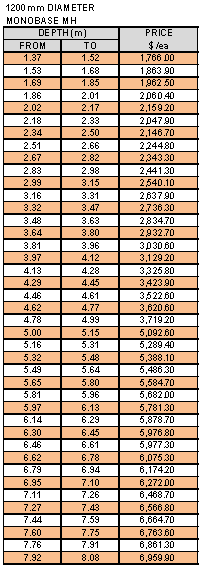 1200 mm DIAMETER
MONOBASE MH
DEPTH (m) PRICE
FROM TO $ /ea
1.37 1.52 1,766.00
1.53 1.68 1,863.90
1.69 1.85 1,962.50
1.86 2.01 2,060.40
2.02 2.17 2,159.20
2.18 2.33 2,047.90
2.34 2.50 2,146.70
2.51 2.66 2,244.80
2.67 2.82 2,343.30
2.83 2.98 2,441.30
2.99 3.15 2,540.10
3.16 3.31 2,637.90
3.32 3.47 2,736.30
3.48 3.63 2,834.70
3.64 3.80 2,932.70
3.81 3.96 3,030.60
3.97 4.12 3,129.20
4.13 4.28 3,325.80
4.29 4.45 3,423.90
4.46 4.61 3,522.60
4.62 4.77 3,620.60
4.78 4.99 3,719.20
5.00 5.15 5,092.60
5.16 5.31 5,289.40
5.32 5.48 5,388.10
5.49 5.64 5,486.30
5.65 5.80 5,584.70
5.81 5.96 5,682.00
5.97 6.13 5,781.30
6.14 6.29 5,878.70
6.30 6.45 5,976.80
6.46 6.61 5,977.30
6.62 6.78 6,075.30
6.79 6.94 6,174.20
6.95 7.10 6,272.00
7.11 7.26 6,468.70
7.27 7.43 6,566.80
7.44 7.59 6,664.70
7.60 7.75 6,763.60
7.76 7.91 6,861.30
7.92 8.08 6,959.90